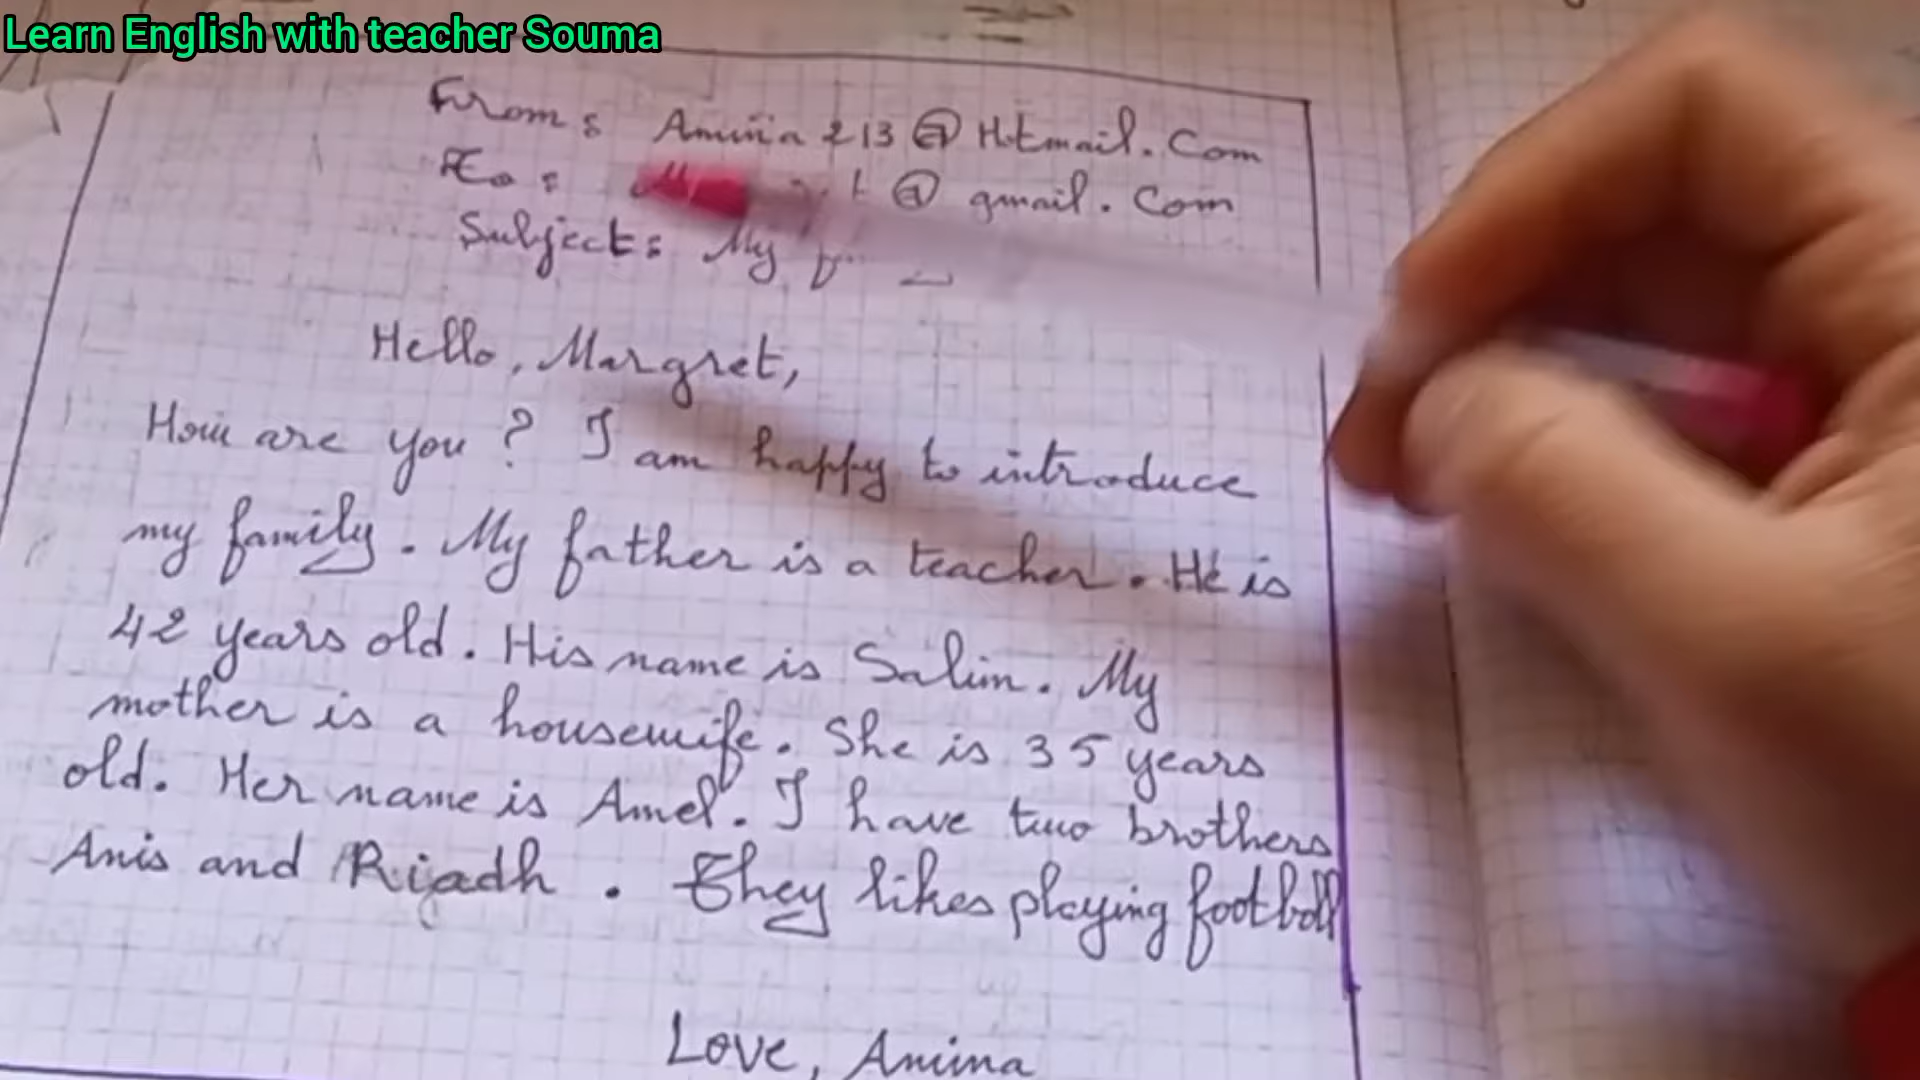 Learn English with teacher Souma
From: Amina 213 @ Hotmail. Com
To: @ gmail. Com
Subject: My
Hello, Margret,
How are you? I am happy to introduce
my family. My father is a teacher. He is
42 years old. His name is Salim. My
mother is a housewife. She is 35 years
old. Her name is Amel. I have two brothers
Anis and Riadh. They likes playing football
Love, Amina